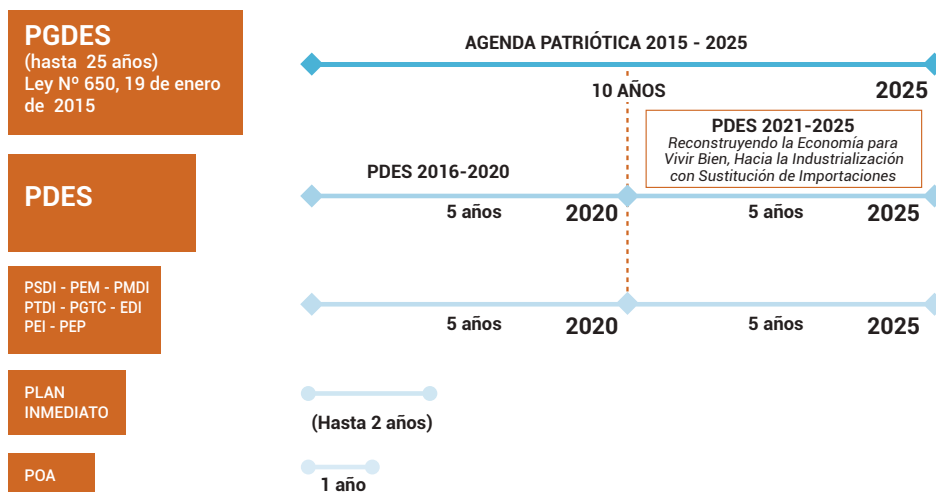 PGDES
(hasta 25 años)
Ley Nº 650, 19 de enero
de 2015
AGENDA PATRIÓTICA 2015 - 2025
10 AÑOS
2025
PDES
PDES 2016-2020
5 años
2020
PDES 2021-2025
Reconstruyendo la Economía para
Vivir Bien, Hacia la Industrialización
con Sustitución de Importaciones
5 años
2025
PSDI - PEM - PMDI
PTDI - PGTC - EDI
PEI - PEP
5 años
2020
5 años
2025
PLAN
INMEDIATO
(Hasta 2 años)
POA
1 año